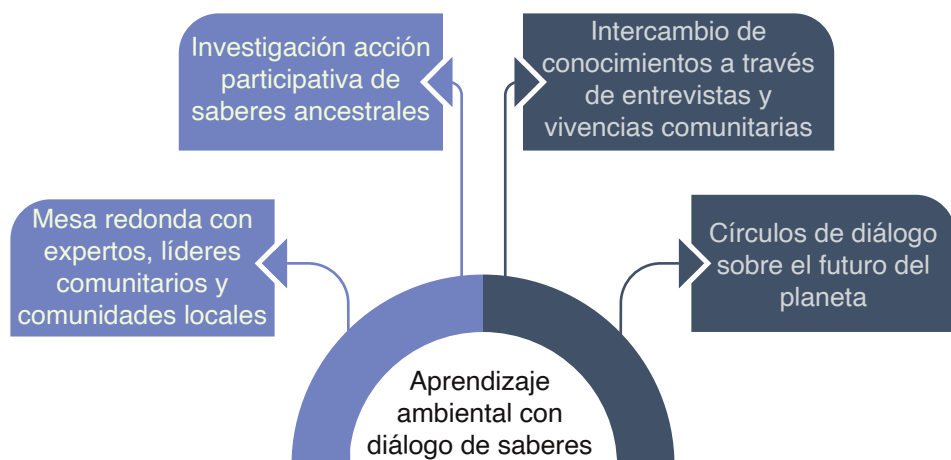 Investigación acción
participativa de
saberes ancestrales
Intercambio de
conocimientos a través
de entrevistas y
vivencias comunitarias
Mesa redonda con
expertos, líderes
comunitarios y
comunidades locales
Círculos de diálogo
sobre el futuro del
planeta
Aprendizaje
ambiental con
diálogo de saberes